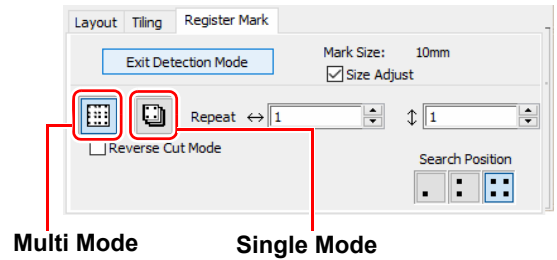 Layout Tiling Register Mark
Exit Detection Mode
Mark Size: 10mm
Size Adjust
Repeat ↔ 1 ↕ 1
Reverse Cut Mode
Search Position
Multi Mode
Single Mode